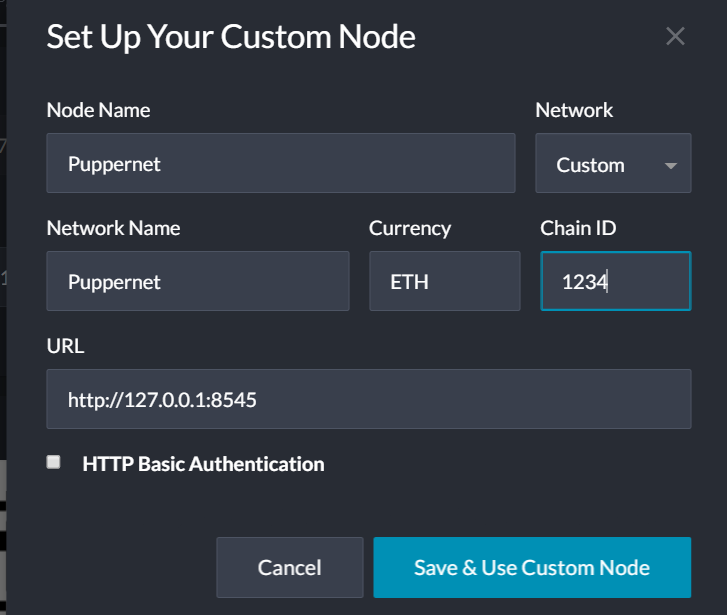 Set Up Your Custom Node
Node Name Network
Puppernet Custom
Network Name Currency Chain ID
Puppernet ETH 1234
URL
http://127.0.0.1:8545
HTTP Basic Authentication
Cancel Save & Use Custom Node